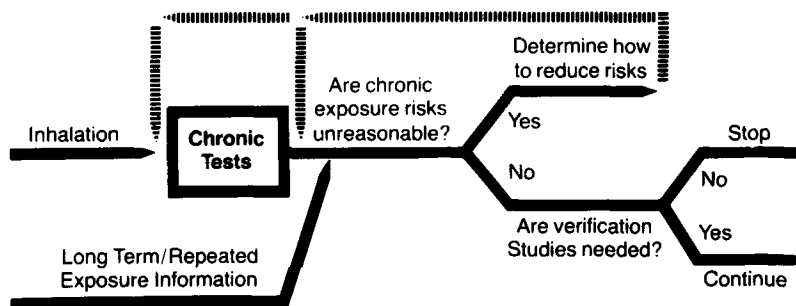 Inhalation
Chronic
Tests
Long Term/Repeated
Exposure Information
Are chronic
exposure risks
unreasonable?
Determine how
to reduce risks
Yes
No
Are verification
Studies needed?
Stop
No
Yes
Continue